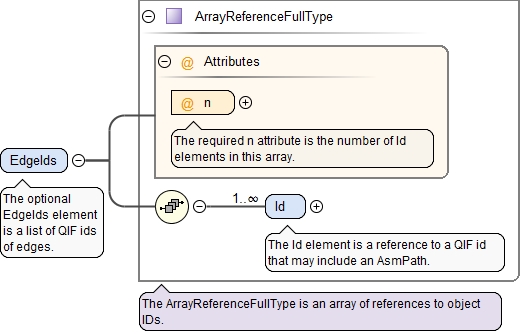 ArrayReferenceFullType
@ Attributes
@ n
The required n attribute is the number of Id
elements in this array.
EdgeIds
The optional
EdgeIds element
is a list of QIF ids
of edges.
1..∞
Id
The Id element is a reference to a QIF id
that may include an AsmPath.
The ArrayReferenceFullType is an array of references to object
IDs.